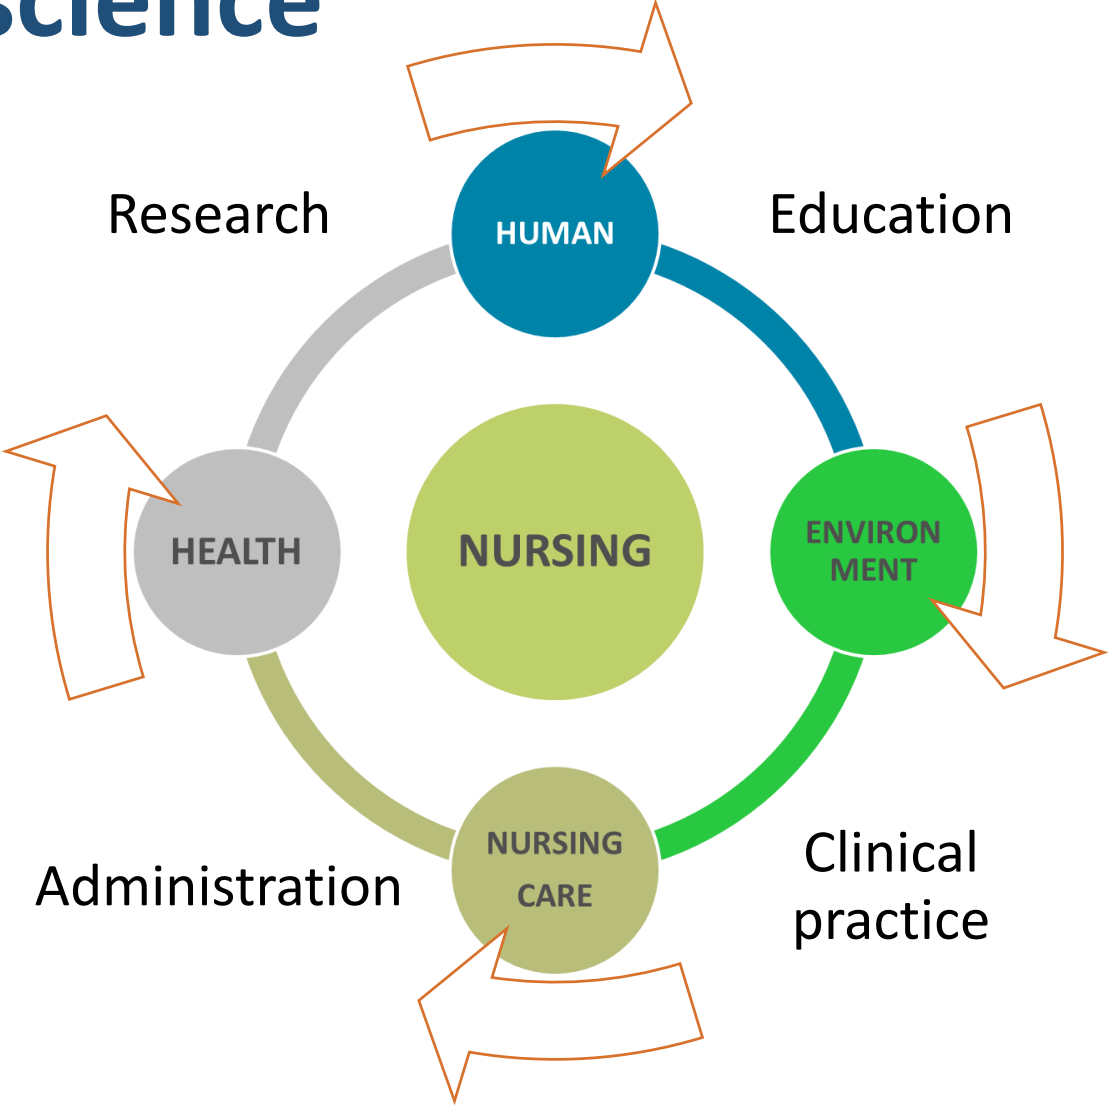 science
Research
HUMAN
Education
HEALTH
NURSING
ENVIRON
MENT
NURSING
CARE
Administration
Clinical
practice